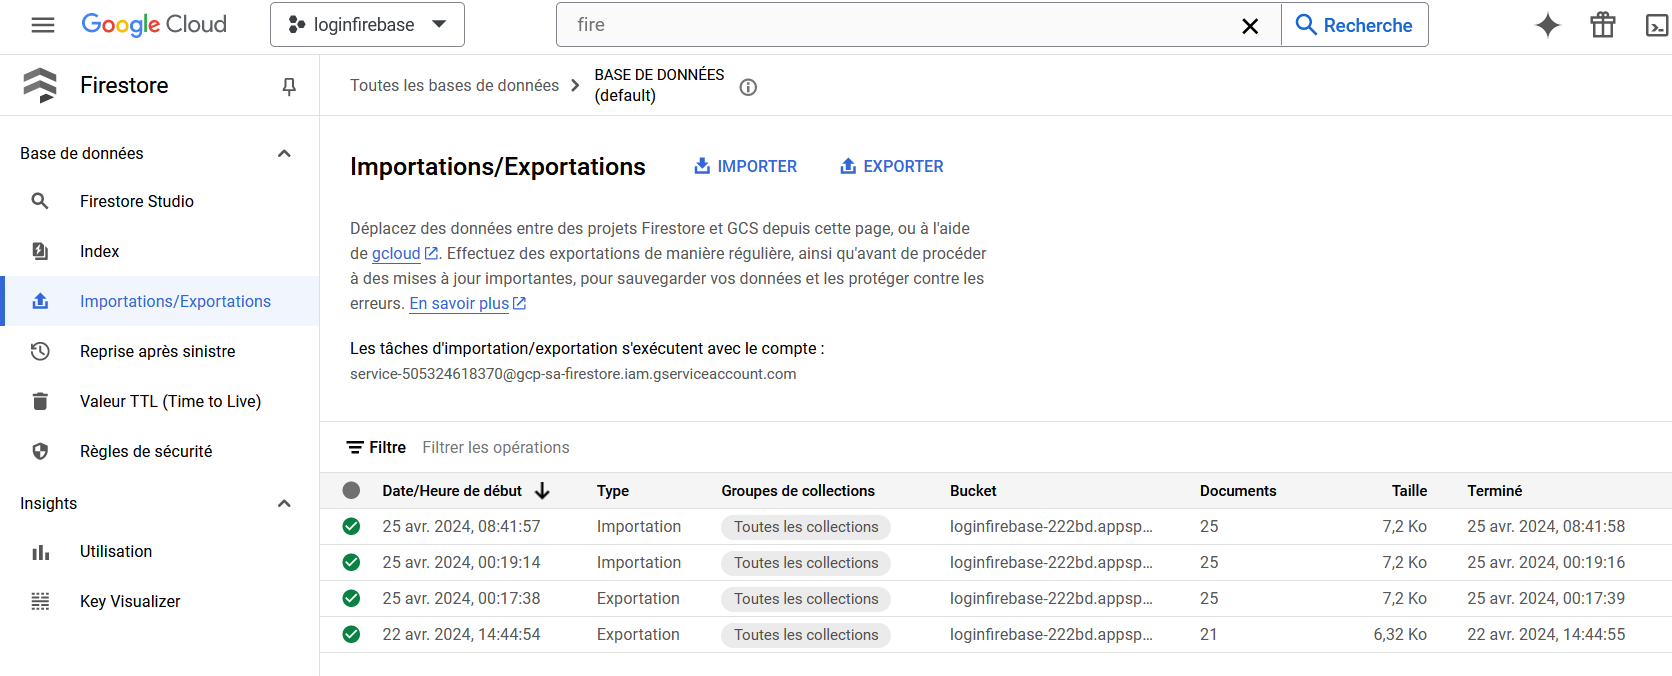 Google Cloud
loginfirebase
fire
Recherche
Firestore
Toutes les bases de données
BASE DE DONNÉES
(default)
Base de données
Firestore Studio
Index
Importations/Exportations
Reprise après sinistre
Valeur TTL (Time to Live)
Règles de sécurité
Insights
Utilisation
Key Visualizer
Importations/Exportations
IMPORTER
EXPORTER
Déplacez des données entre des projets Firestore et GCS depuis cette page, ou à l'aide
de gcloud. Effectuez des exportations de manière régulière, ainsi qu'avant de procéder
à des mises à jour importantes, pour sauvegarder vos données et les protéger contre les
erreurs. En savoir plus
Les tâches d'importation/exportation s'exécutent avec le compte :
service-505324618370@gcp-sa-firestore.iam.gserviceaccount.com
Filtre Filtrer les opérations
Date/Heure de début Type Groupes de collections Bucket Documents Taille Terminé
25 avr. 2024, 08:41:57 Importation Toutes les collections loginfirebase-222bd.appsp... 25 7,2 Ko 25 avr. 2024, 08:41:58
25 avr. 2024, 00:19:14 Importation Toutes les collections loginfirebase-222bd.appsp... 25 7,2 Ko 25 avr. 2024, 00:19:16
25 avr. 2024, 00:17:38 Exportation Toutes les collections loginfirebase-222bd.appsp... 25 7,2 Ko 25 avr. 2024, 00:17:39
22 avr. 2024, 14:44:54 Exportation Toutes les collections loginfirebase-222bd.appsp... 21 6,32 Ko 22 avr. 2024, 14:44:55